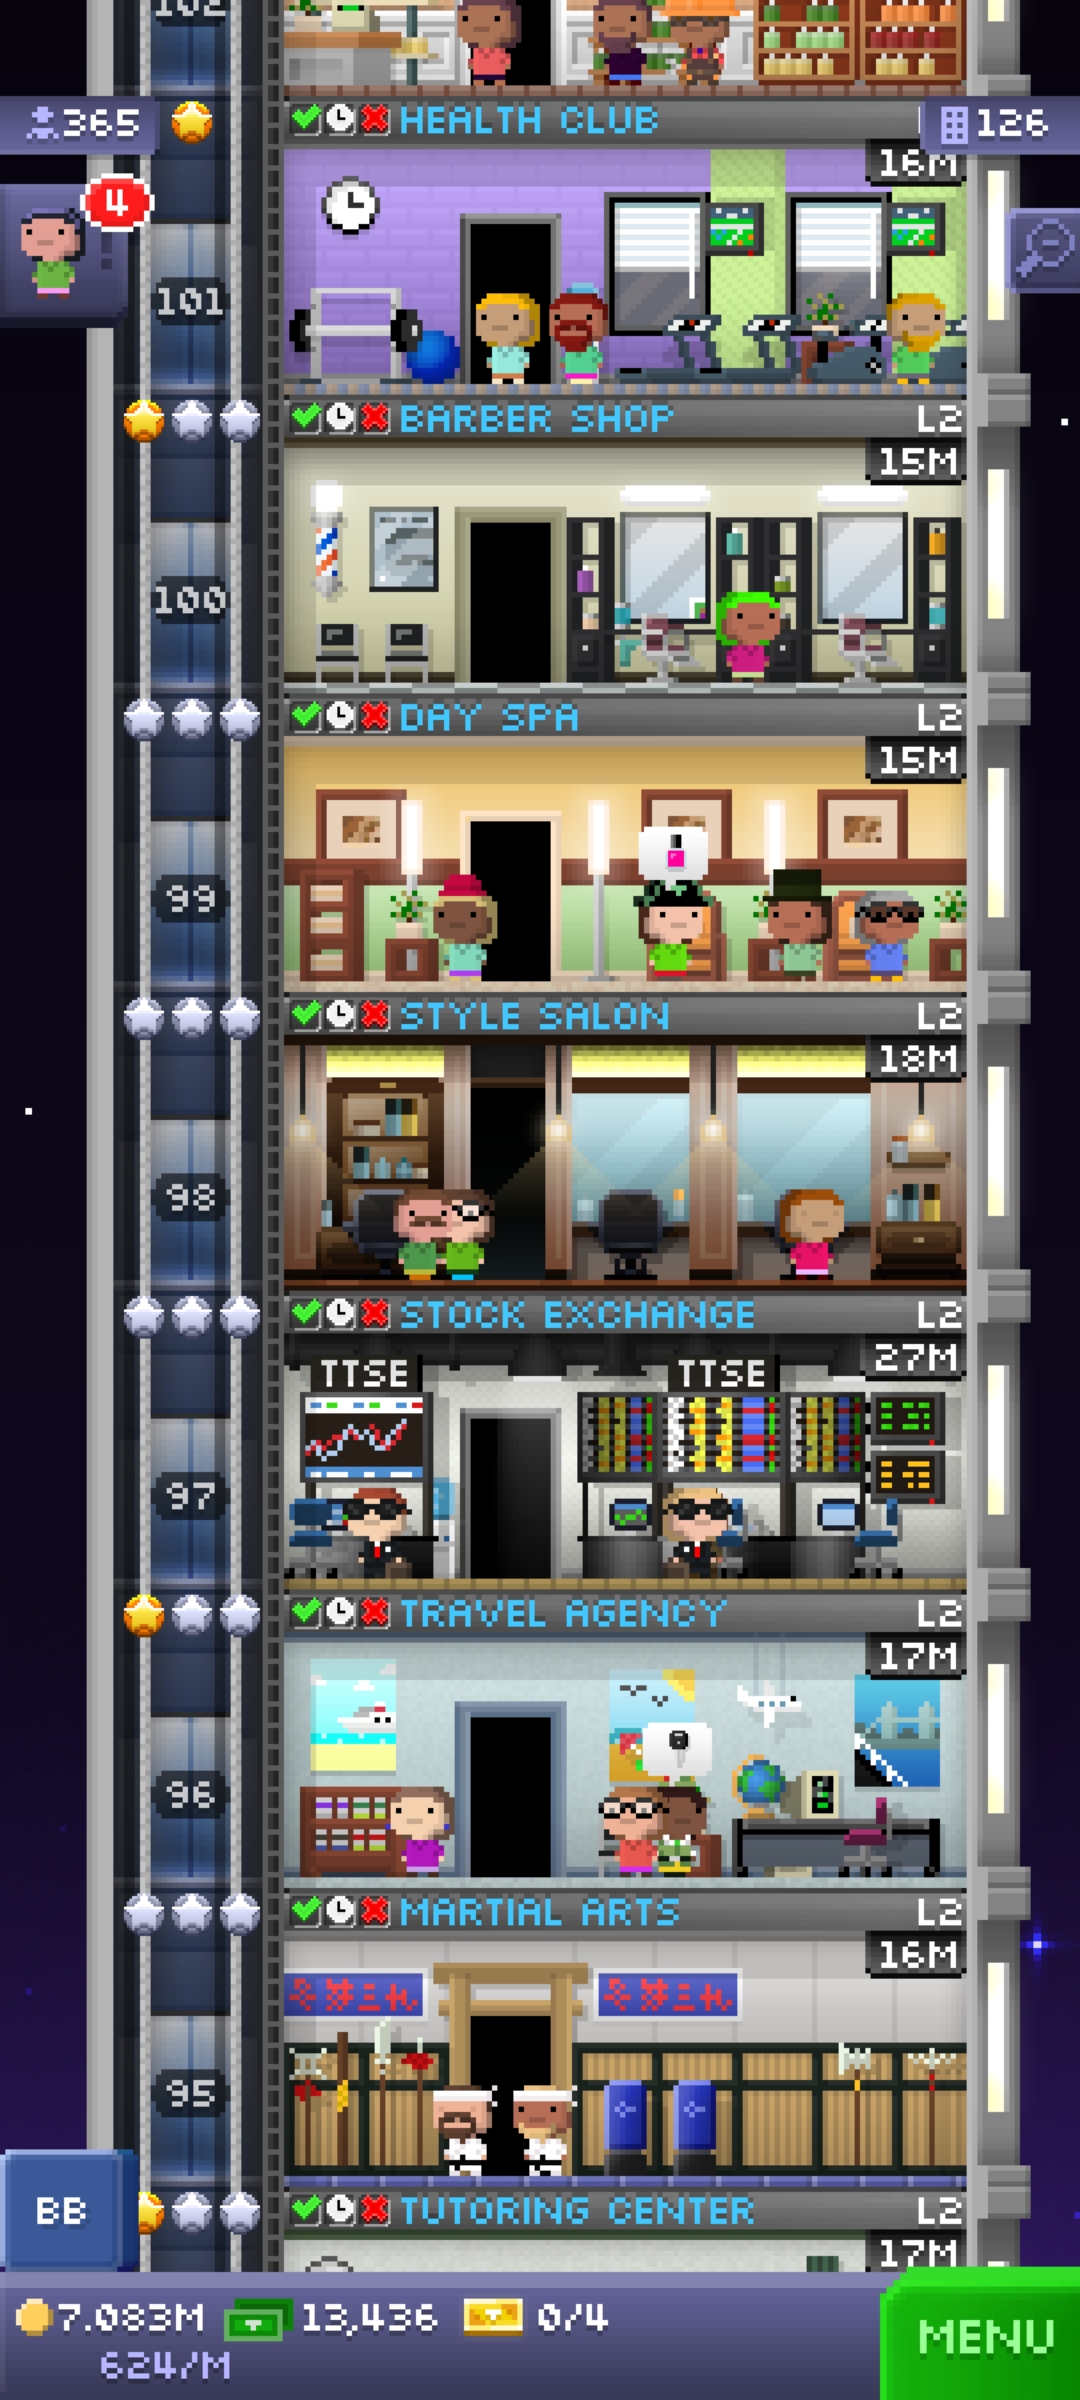 102
365
HEALTH CLUB
126
16M
4
101
BARBER SHOP L2
15M
100
DAY SPA L2
15M
99
STYLE SALON L2
18M
98
STOCK EXCHANGE L2
27M
TTSE TTSE
97
TRAVEL AGENCY L2
17M
96
MARTIAL ARTS L2
16M
95
BB
TUTORING CENTER L2
17M
7.083M 13,436 0/4
624/M
MENU